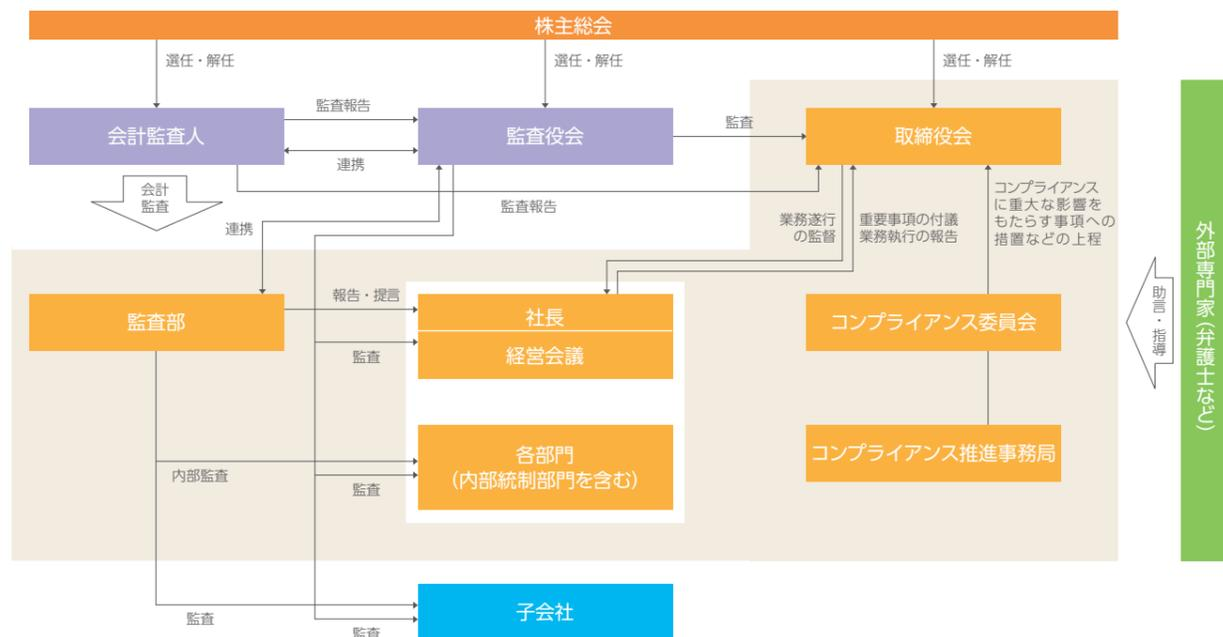 株主総会
選任・解任
選任・解任
選任・解任
会計監査人
監査報告
連携
監査役会
監査
取締役会
会計
監査
連携
監査報告
業務遂行
の監督
重要事項の付議
業務執行の報告
コンプライアンス
に重大な影響を
もたらす事項への
措置などの上程
監査部
報告・提言
監査
社長
経営会議
コンプライアンス委員会
助言・指導
外部専門家(弁護士など)
内部監査
監査
各部門
(内部統制部門を含む)
コンプライアンス推進事務局
監査
監査
子会社